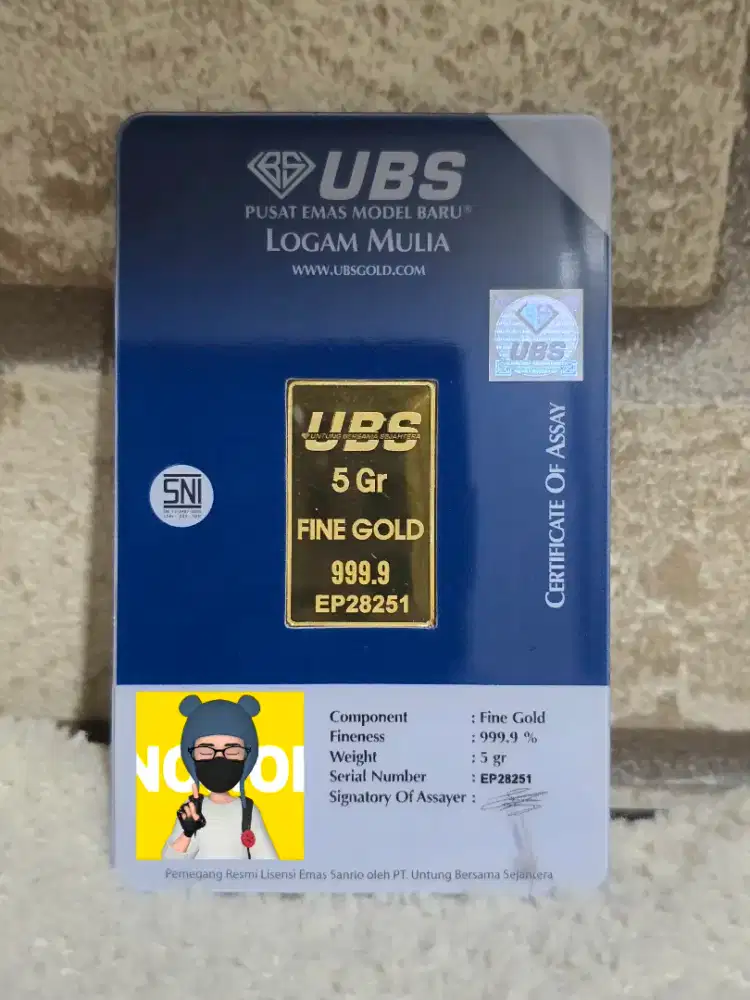 BS UBS
PUSAT EMAS MODEL BARU®
LOGAM MULIA
WWW.UBSGOLD.COM
UBS
CERTIFICATE OF ASSAY
UBS
UNTUNG BERSAMA SEJAHTERA
5 Gr
FINE GOLD
999.9
EP28251
SNI
Component : Fine Gold
Fineness : 999,9 %
Weight : 5 gr
Serial Number : EP28251
Signatory Of Assayer :
Pemegang Resmi Lisensi Emas Sanrio oleh PT. Untung Bersama Sejahtera